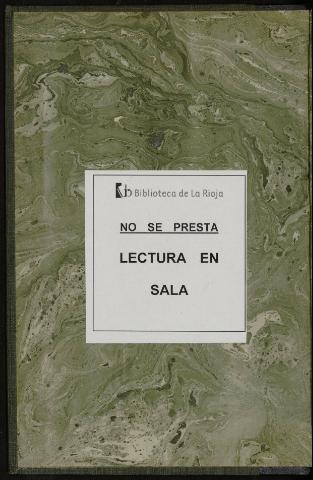 Biblioteca de La Rioja
NO SE PRESTA
LECTURA EN
SALA